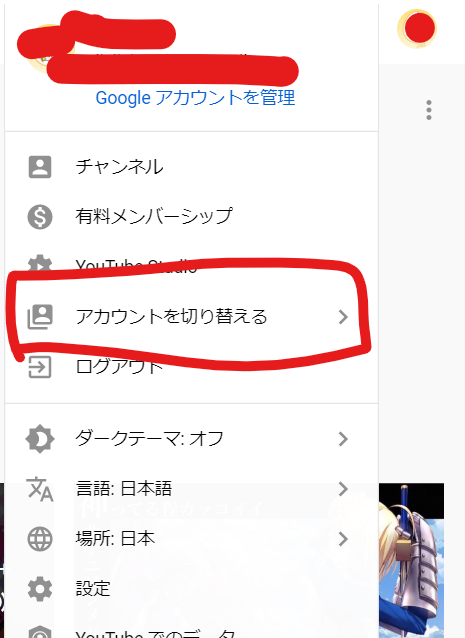 Google アカウントを管理
チャンネル
有料メンバーシップ
YouTube Studio
アカウントを切り替える
ログアウト
ダークテーマ: オフ
言語: 日本語
場所: 日本
設定
YouTube でのデータ